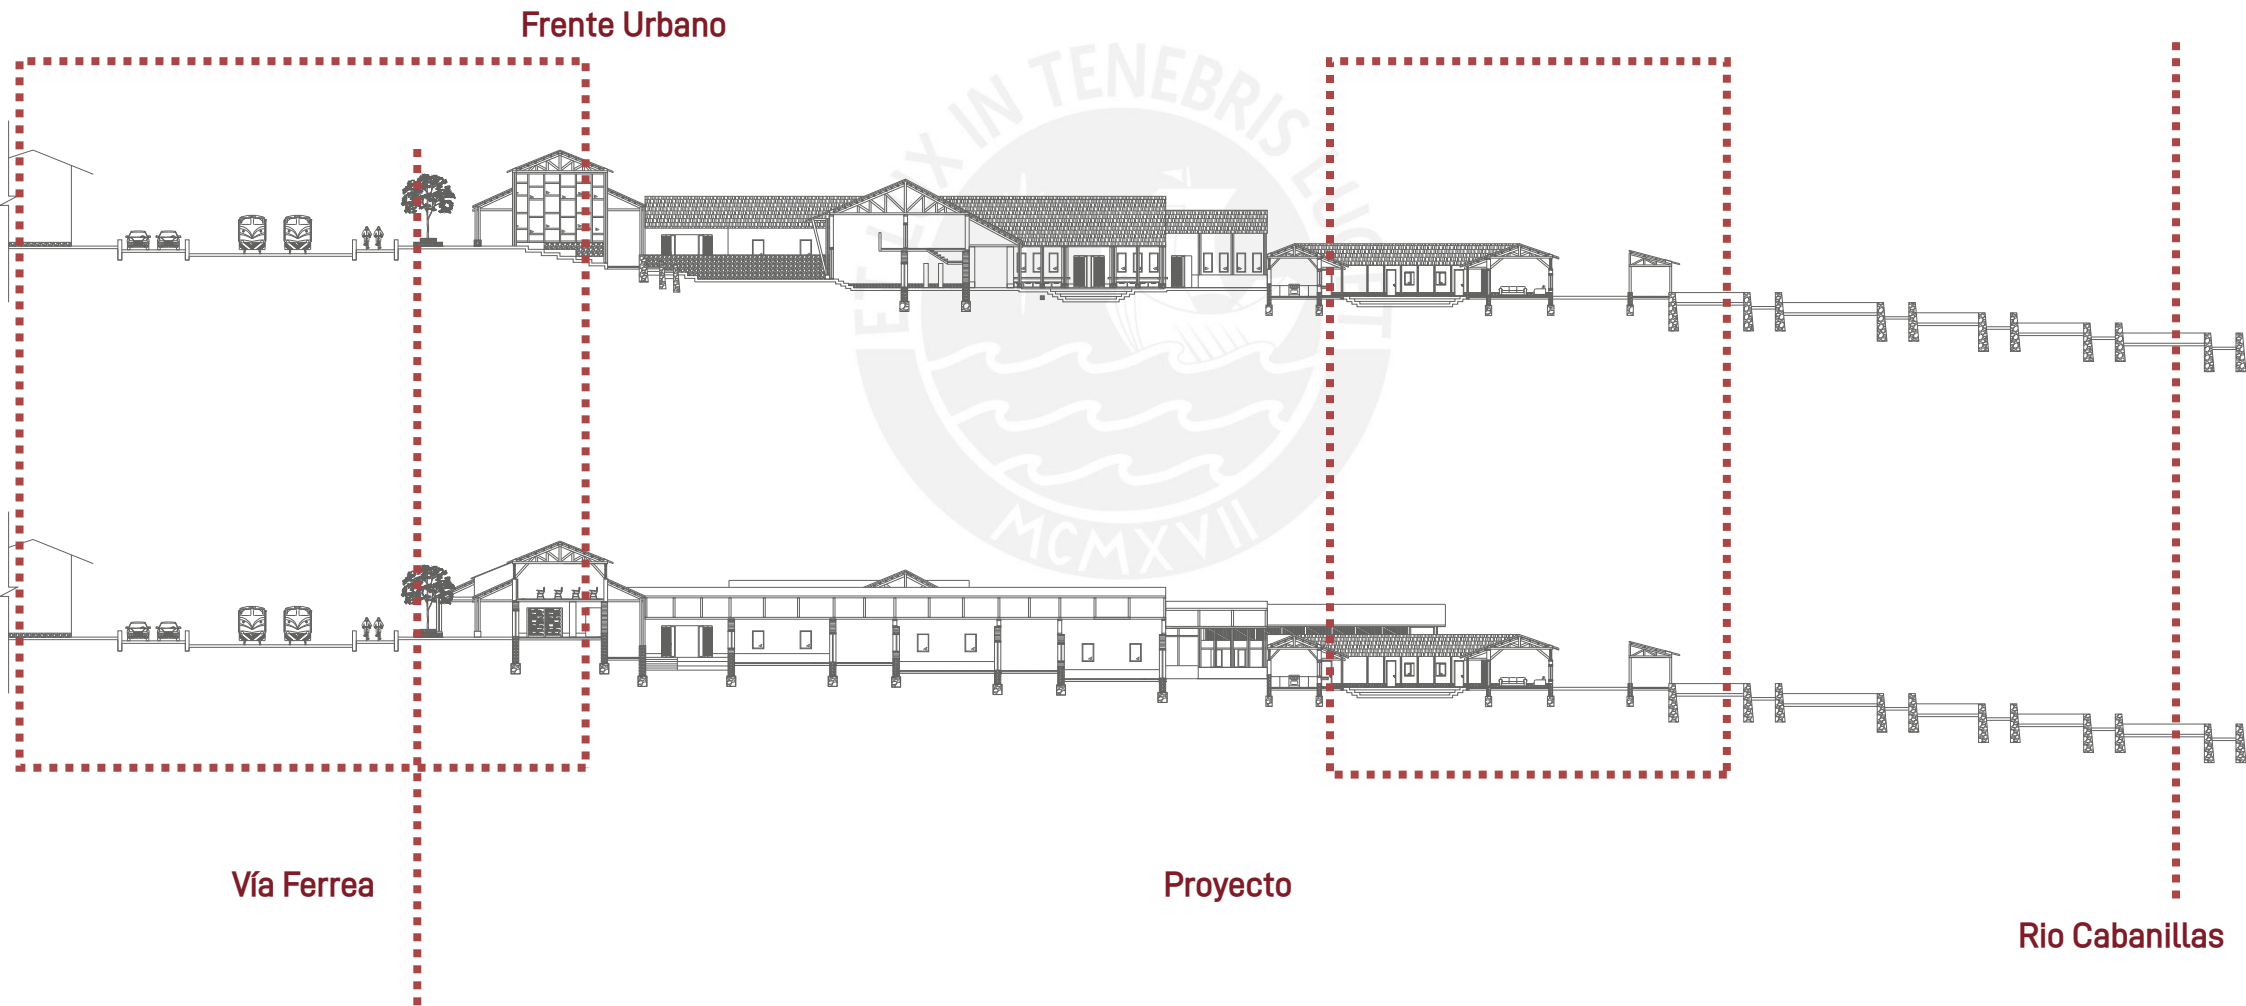 Frente Urbano
ET LUX IN TENEBRIS LUCET
MCMXVII
Vía Ferrea
Proyecto
Rio Cabanillas